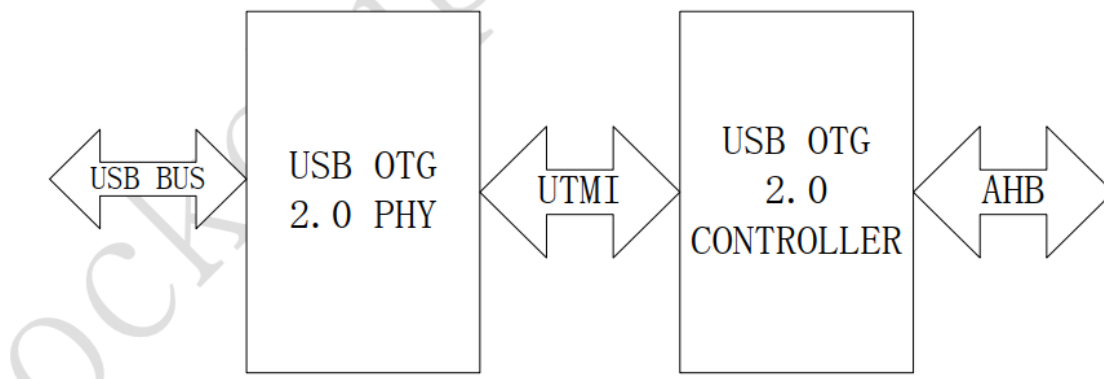 USB BUS
USB OTG
2.0 PHY
UTMI
USB OTG
2.0
CONTROLLER
AHB